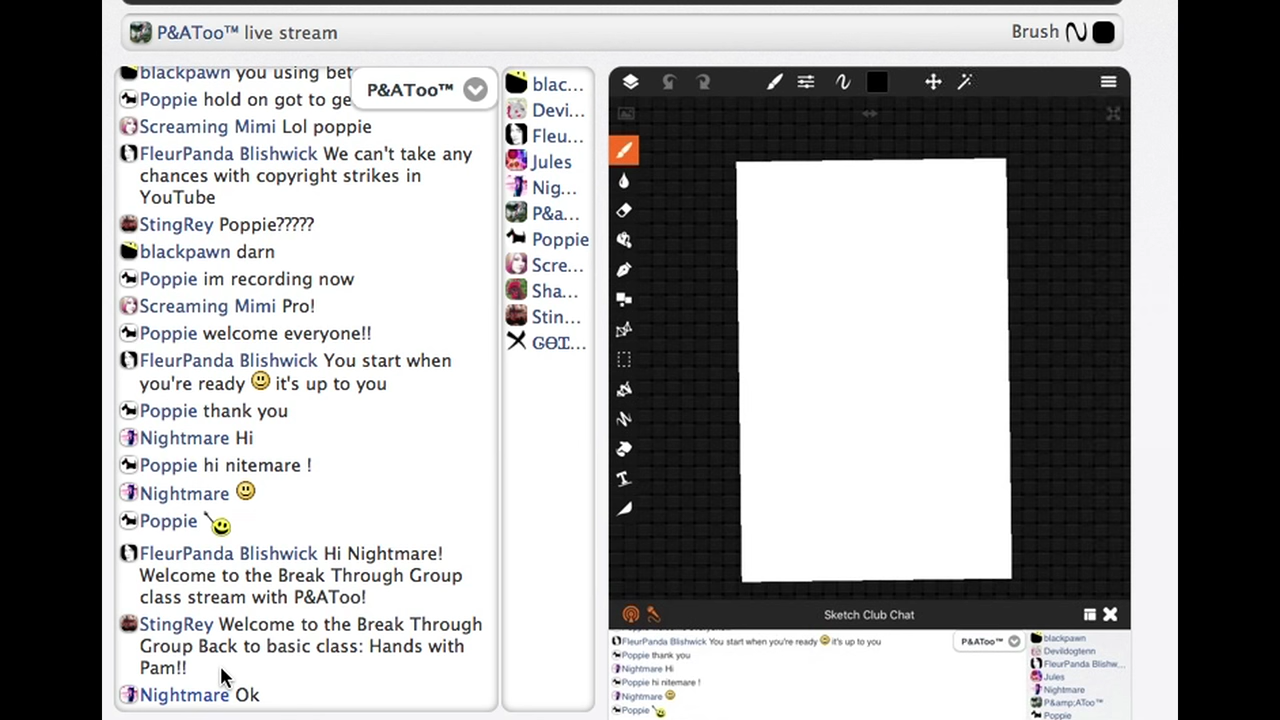 P&AToo™ live stream
Brush
blackpawn you using bet
P&AToo™
Poppie hold on got to ge
Screaming Mimi Lol poppie
FleurPanda Blishwick We can't take any
chances with copyright strikes in
YouTube
StingRey Poppie?????
blackpawn darn
Poppie im recording now
Screaming Mimi Pro!
Poppie welcome everyone!!
FleurPanda Blishwick You start when
you're ready it's up to you
Poppie thank you
Nightmare Hi
Poppie hi nitemare !
Nightmare
Poppie
FleurPanda Blishwick Hi Nightmare!
Welcome to the Break Through Group
class stream with P&AToo!
StingRey Welcome to the Break Through
Group Back to basic class: Hands with
Pam!!
Nightmare Ok
blac...
Devi...
Fleu...
Jules
Nig...
P&a...
Poppie
Scre...
Sha...
Stin...
GOT...
Sketch Club Chat
FleurPanda Blishwick You start when you're ready it's up to you
Poppie thank you
Nightmare Hi
Poppie hi nitemare !
Nightmare
Poppie
P&AToo™
blackpawn
Devildogtenn
FleurPanda Blishw...
Jules
Nightmare
P&amp;AToo™
Poppie